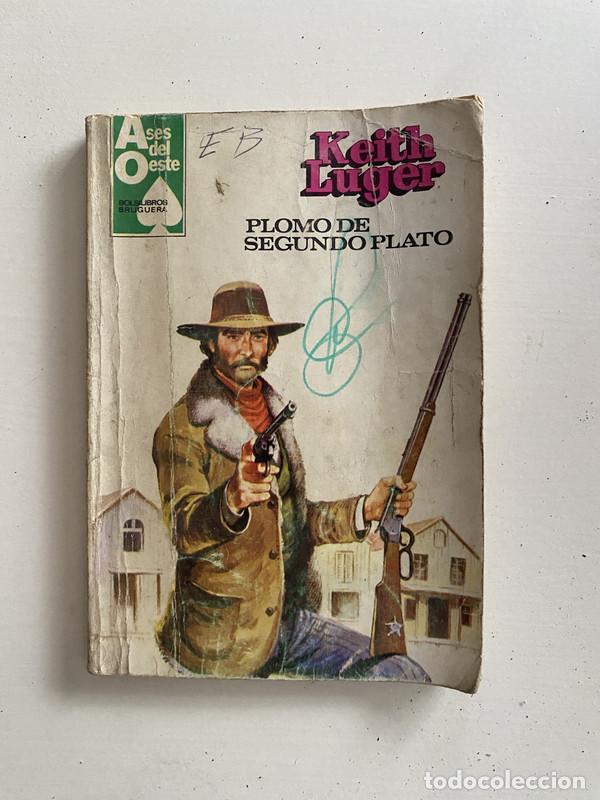 Ases
del
Oeste
BOLSILIBROS
BRUGUERA
EB
Keith
Luger
PLOMO DE
SEGUNDO PLATO
todocoleccion